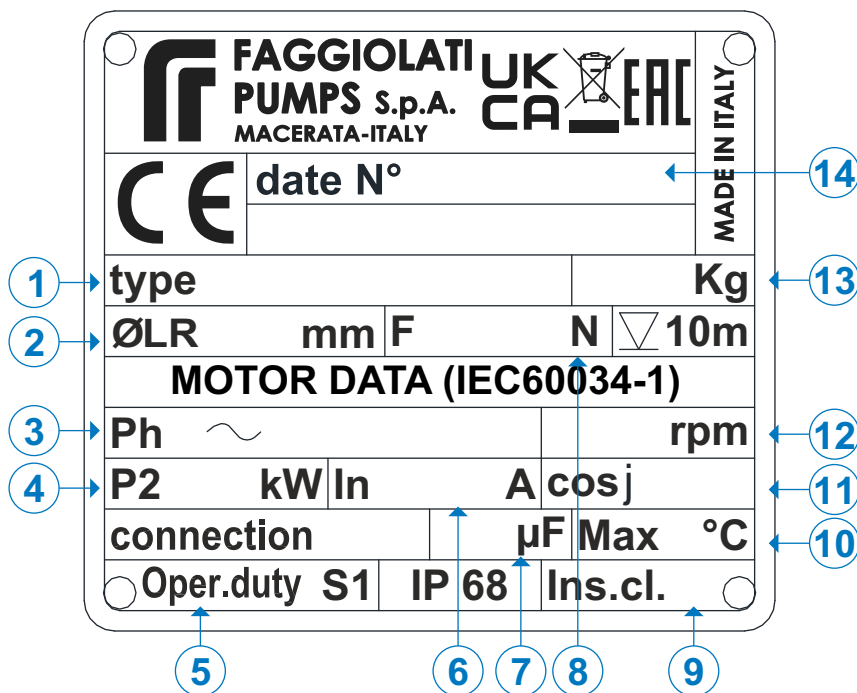 FAGGIOLATI
PUMPS S.p.A.
MACERATA-ITALY
UK
CA
EAC
MADE IN ITALY
CE
date N°
14
1
type
Kg
13
2
ØLR mm
F N
10m
MOTOR DATA (IEC60034-1)
3
Ph
rpm
12
4
P2 kW
In A
cosj
11
connection
µF
Max °C
10
Oper.duty S1
IP 68
Ins.cl.
5
6
7
8
9